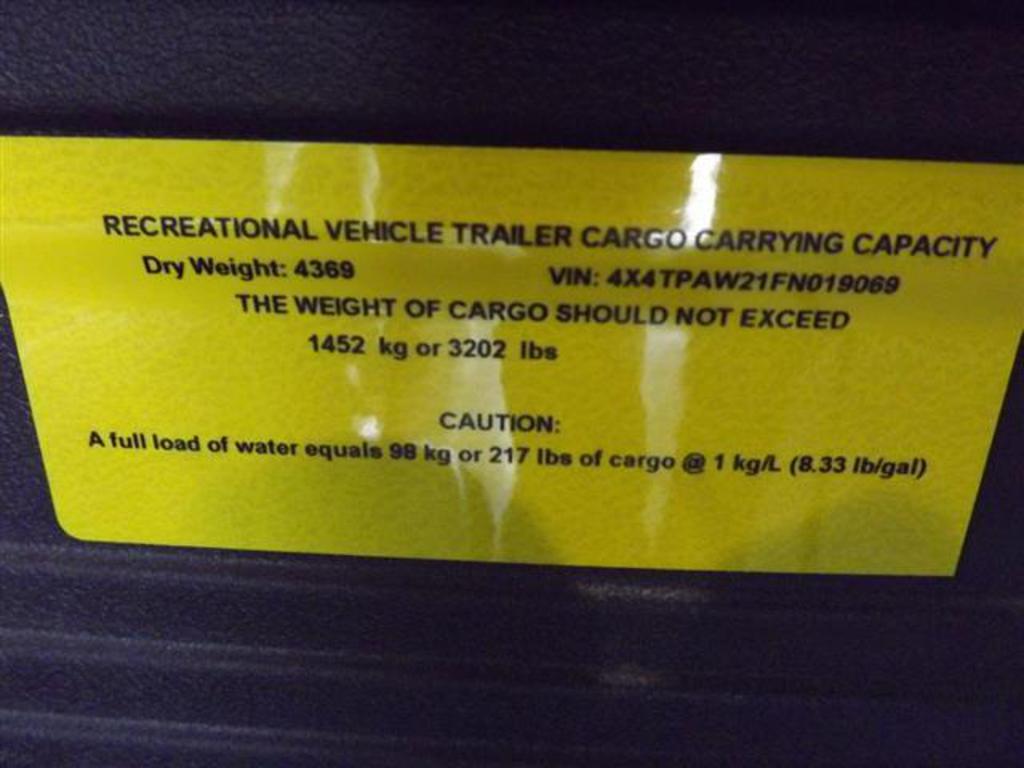 RECREATIONAL VEHICLE TRAILER CARGO CARRYING CAPACITY
Dry Weight: 4369 VIN: 4X4TPAW21FN019069
THE WEIGHT OF CARGO SHOULD NOT EXCEED
1452 kg or 3202 lbs
CAUTION:
A full load of water equals 98 kg or 217 lbs of cargo @ 1 kg/L (8.33 lb/gal)